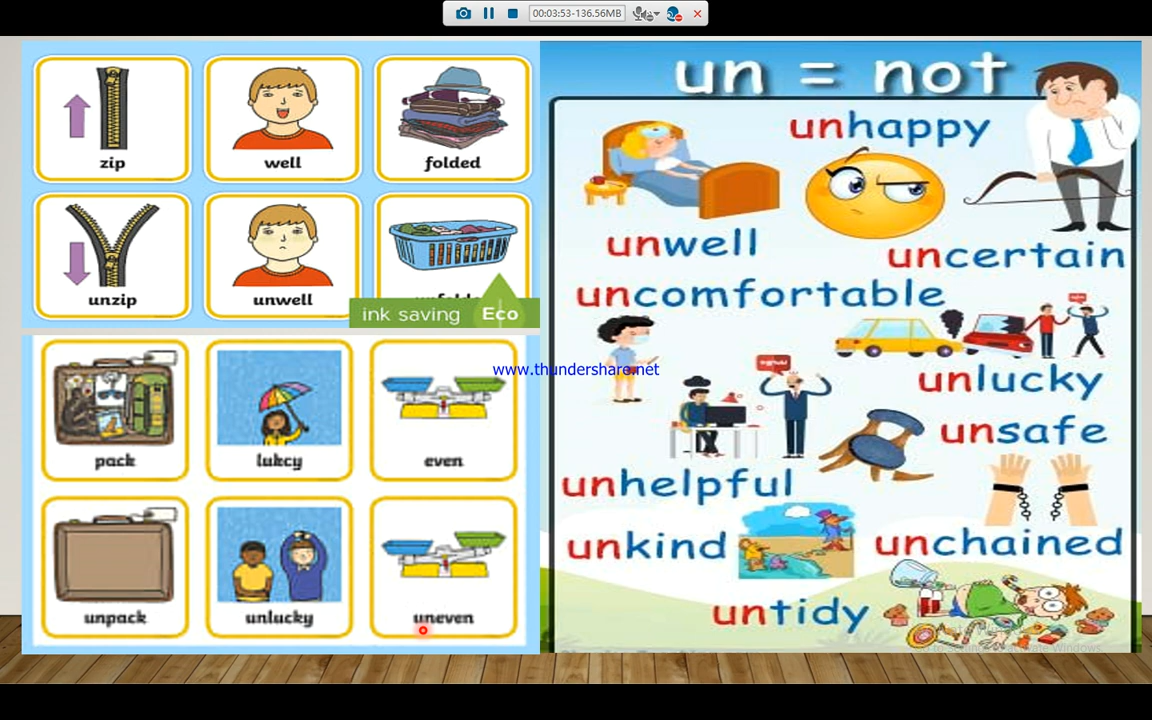 00:03:53-136.56MB
zip
well
folded
unzip
unwell
ink saving Eco
pack
lukcy
even
unpack
unlucky
uneven
www.thundershare.net
un = not
unhappy
unwell
uncertain
uncomfortable
unlucky
unsafe
unhelpful
unkind
unchained
untidy